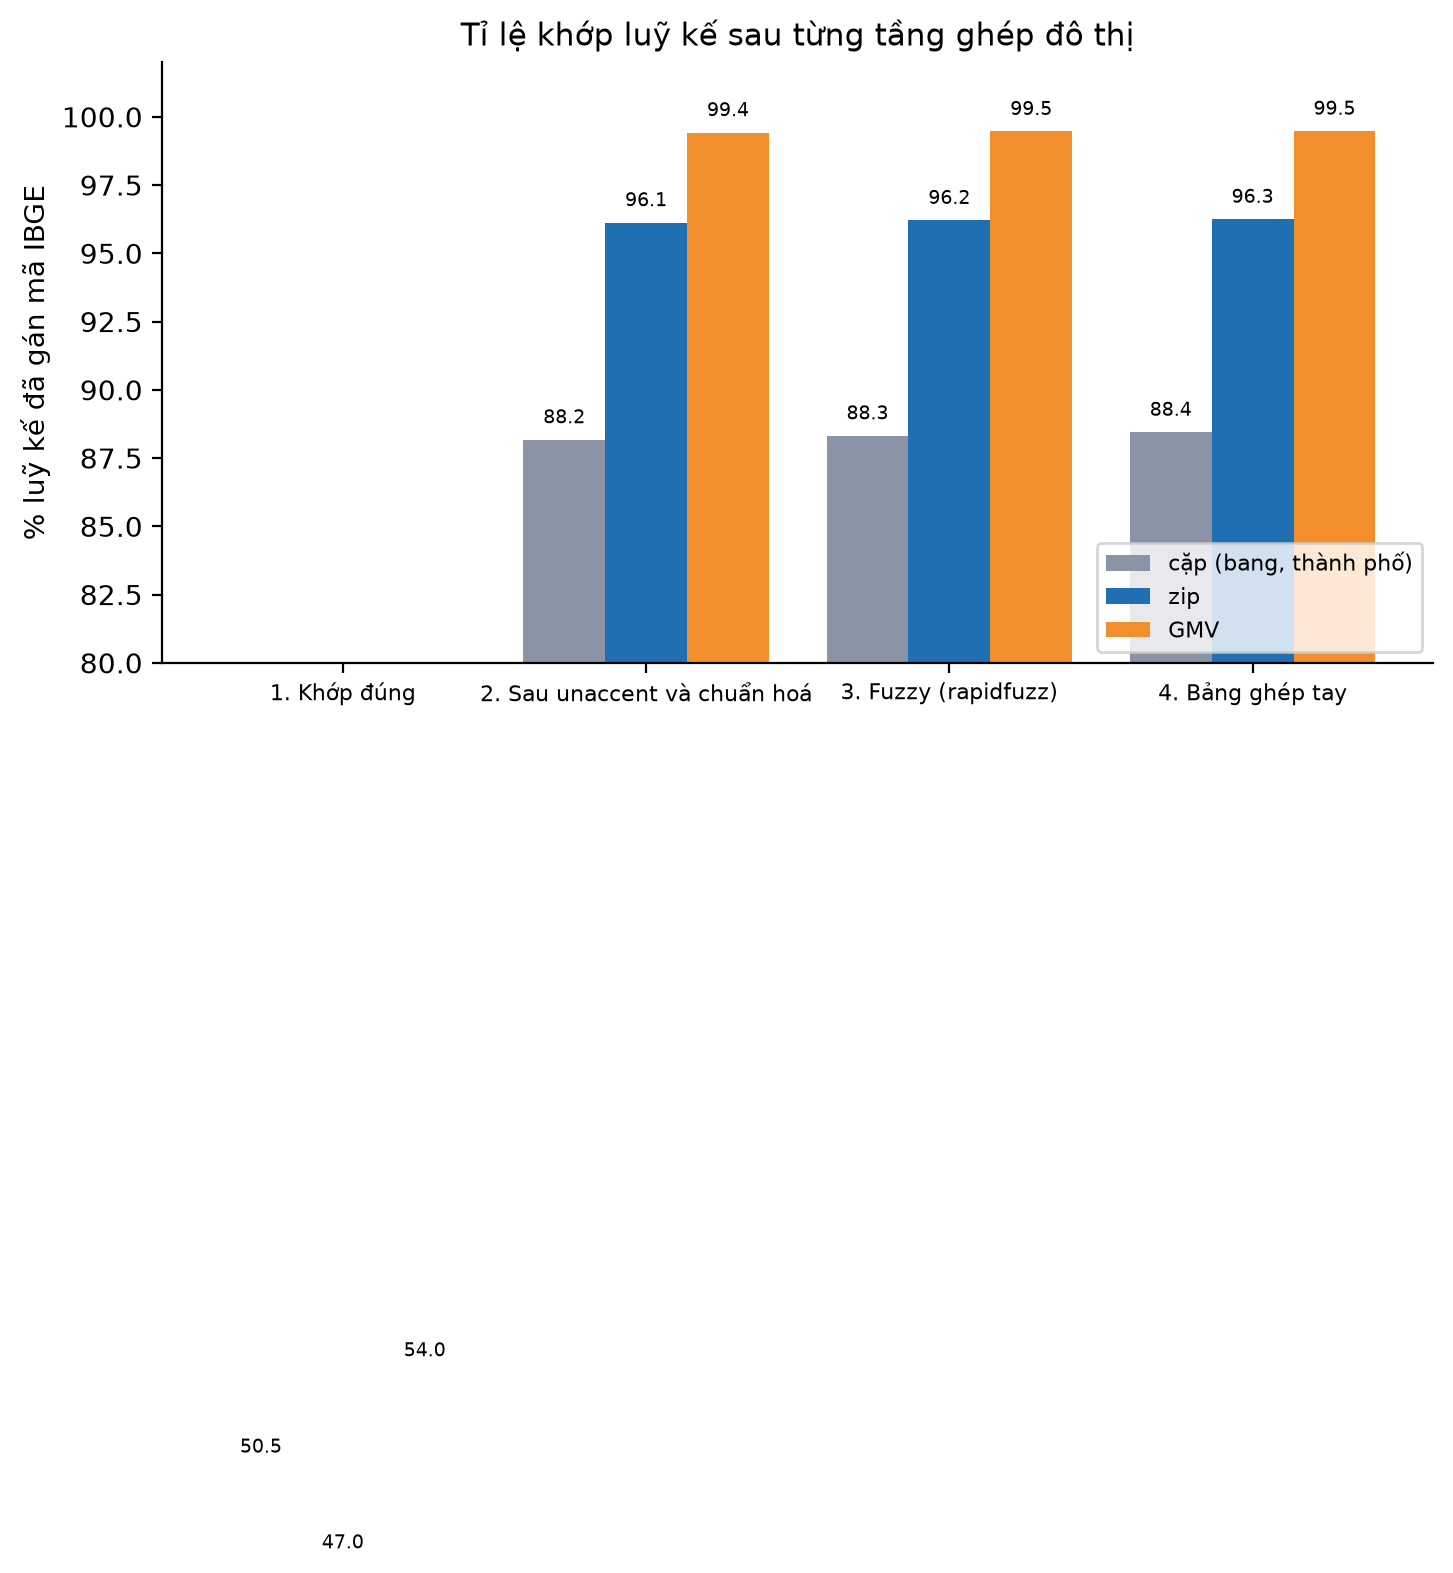 Tỉ lệ khớp luỹ kế sau từng tầng ghép đô thị
% luỹ kế đã gán mã IBGE
100.0
97.5
95.0
92.5
90.0
87.5
85.0
82.5
80.0
88.2
96.1
99.4
88.3
96.2
99.5
88.4
96.3
99.5
cặp (bang, thành phố)
zip
GMV
1. Khớp đúng
2. Sau unaccent và chuẩn hoá
3. Fuzzy (rapidfuzz)
4. Bảng ghép tay
54.0
50.5
47.0